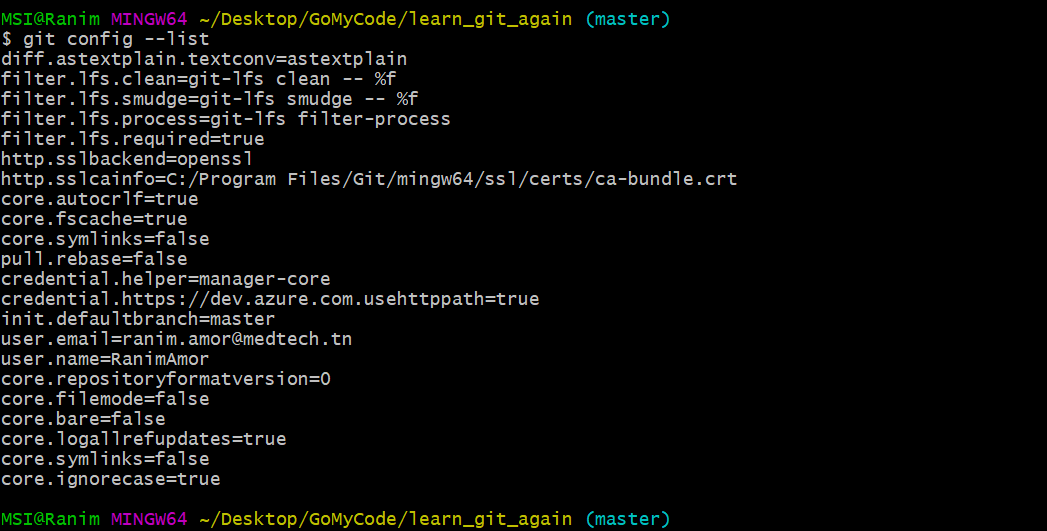 MSI@Ranim MINGW64 ~/Desktop/GoMyCode/learn_git_again (master)
$ git config --list
diff.astextplain.textconv=astextplain
filter.lfs.clean=git-lfs clean -- %f
filter.lfs.smudge=git-lfs smudge -- %f
filter.lfs.process=git-lfs filter-process
filter.lfs.required=true
http.sslbackend=openssl
http.sslcainfo=C:/Program Files/Git/mingw64/ssl/certs/ca-bundle.crt
core.autocrlf=true
core.fscache=true
core.symlinks=false
pull.rebase=false
credential.helper=manager-core
credential.https://dev.azure.com.usehttppath=true
init.defaultbranch=master
user.email=ranim.amor@medtech.tn
user.name=RanimAmor
core.repositoryformatversion=0
core.filemode=false
core.bare=false
core.logallrefupdates=true
core.symlinks=false
core.ignorecase=true
MSI@Ranim MINGW64 ~/Desktop/GoMyCode/learn_git_again (master)